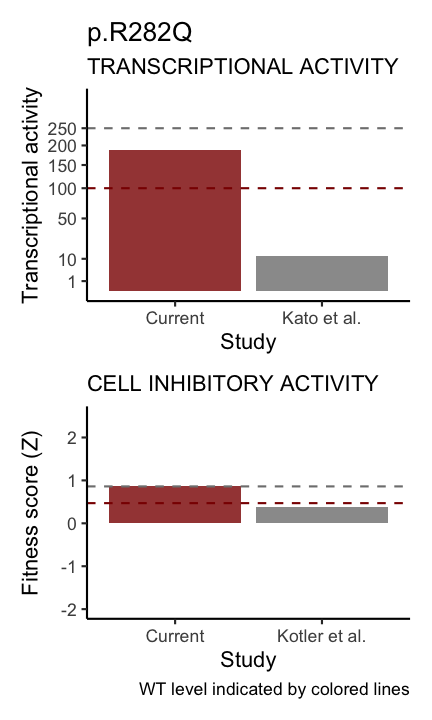 p.R282Q
TRANSCRIPTIONAL ACTIVITY
Transcriptional activity
250
200
150
100
50
10
1
Current
Kato et al.
Study
CELL INHIBITORY ACTIVITY
Fitness score (Z)
2
1
0
-1
-2
Current
Kotler et al.
Study
WT level indicated by colored lines